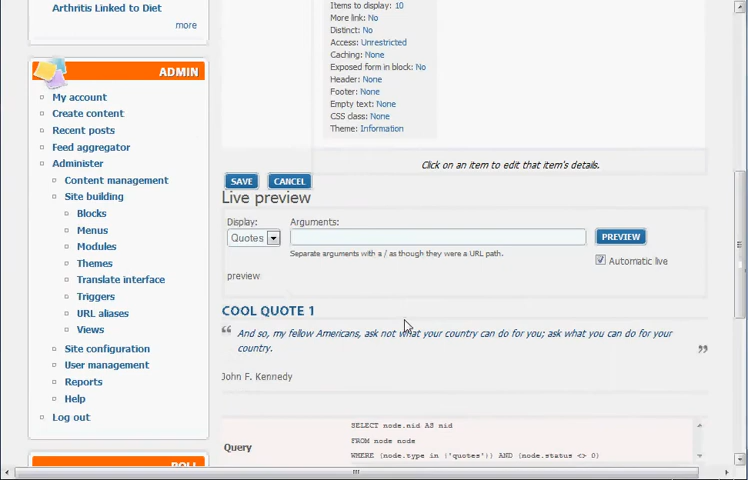 Arthritis Linked to Diet
more
ADMIN
My account
Create content
Recent posts
Feed aggregator
Administer
Content management
Site building
Blocks
Menus
Modules
Themes
Translate interface
Triggers
URL aliases
Views
Site configuration
User management
Reports
Help
Log out
POLL
Items to display: 10
More link: No
Distinct: No
Access: Unrestricted
Caching: None
Exposed form in block: No
Header: None
Footer: None
Empty text: None
CSS class: None
Theme: Information
Click on an item to edit that item's details.
SAVE CANCEL
Live preview
Display: Arguments:
Quotes PREVIEW
Separate arguments with a / as though they were a URL path.
Automatic live
preview
COOL QUOTE 1
“ And so, my fellow Americans, ask not what your country can do for you; ask what you can do for your
country. ”
John F. Kennedy
Query
SELECT node.nid AS nid
FROM node node
WHERE (node.type in ('quotes')) AND (node.status <> 0)